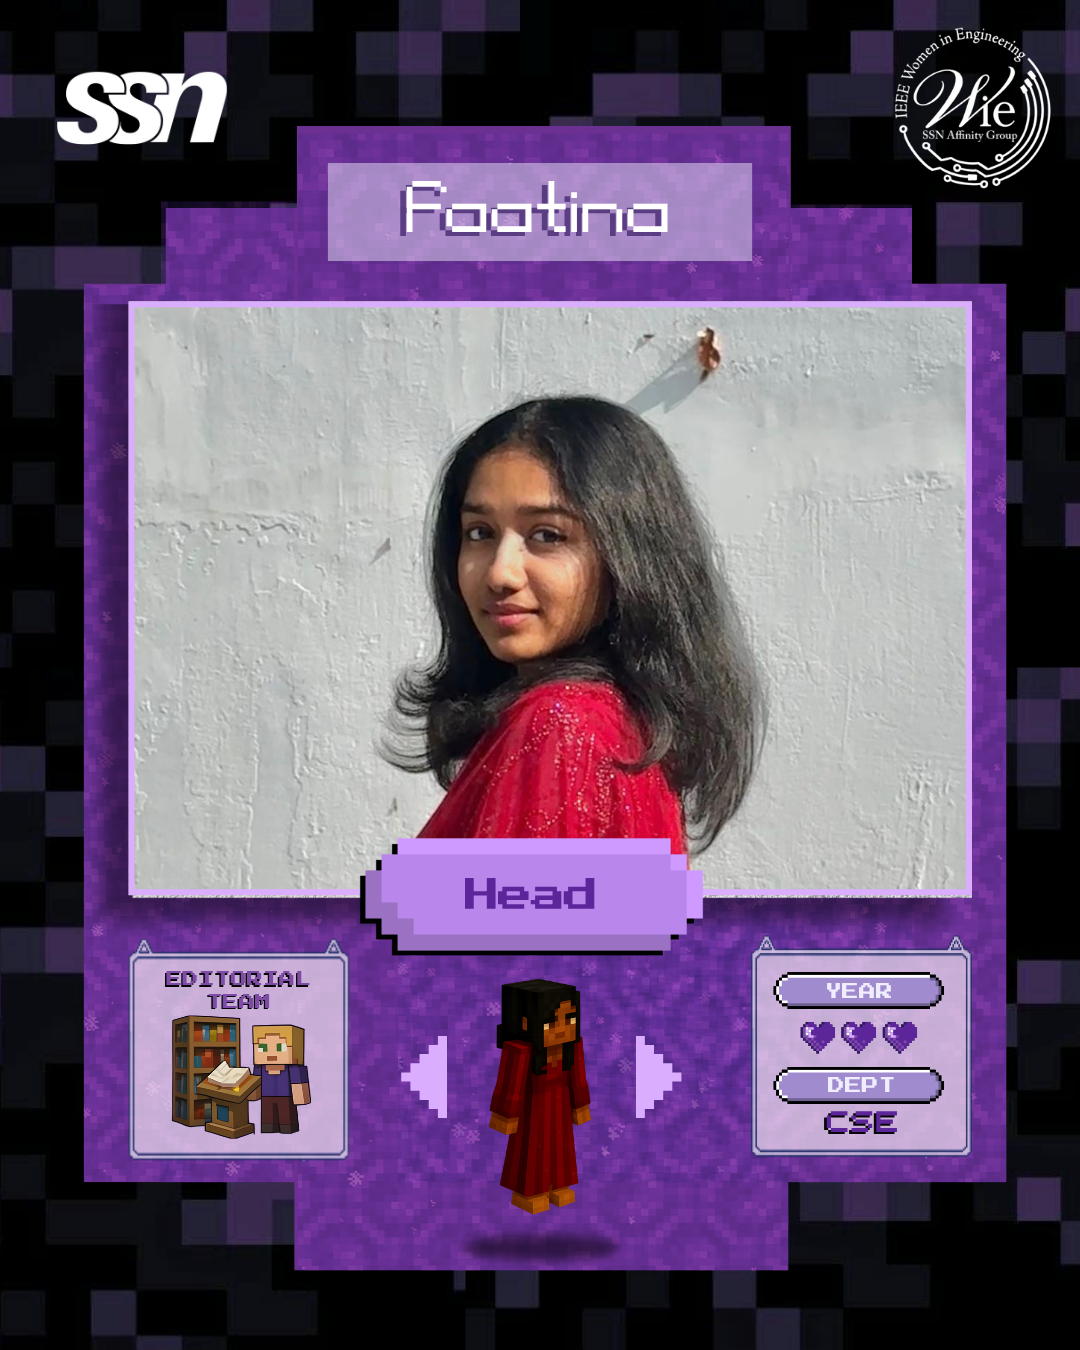 ssn
IEEE Women in Engineering
Wie
SSN Affinity Group
Faatina
Head
EDITORIAL
TEAM
YEAR
DEPT
CSE